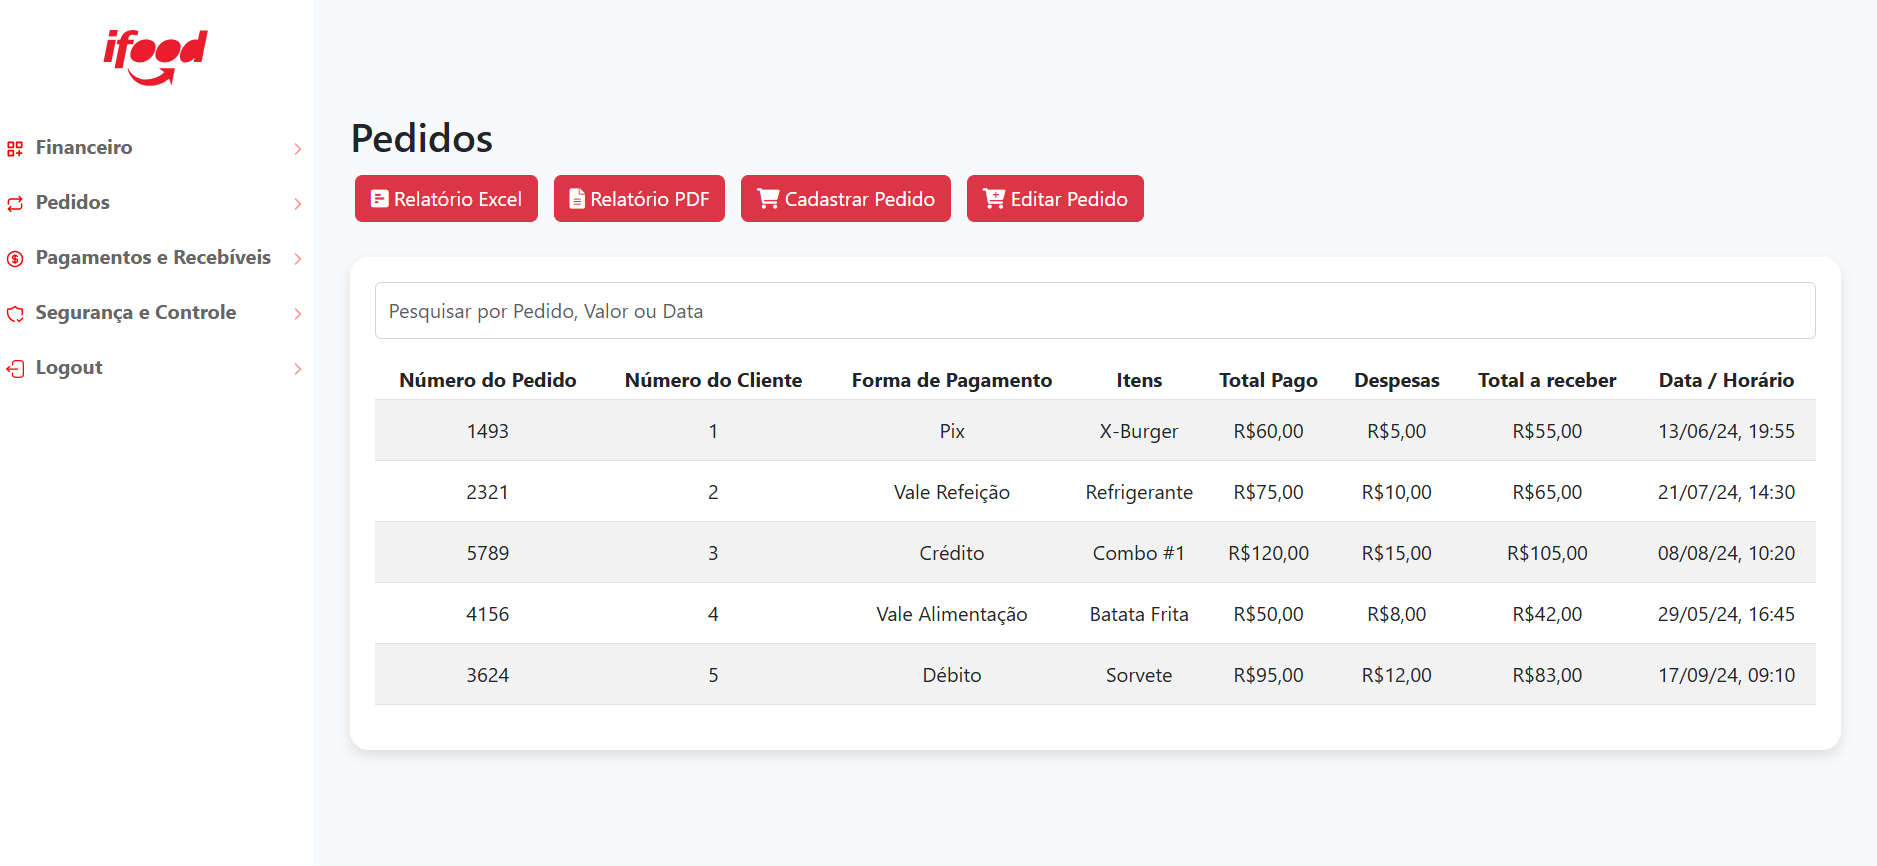 ifood
Financeiro
Pedidos
Pagamentos e Recebíveis
Segurança e Controle
Logout
Pedidos
Relatório Excel Relatório PDF Cadastrar Pedido Editar Pedido
Pesquisar por Pedido, Valor ou Data
Número do Pedido Número do Cliente Forma de Pagamento Itens Total Pago Despesas Total a receber Data / Horário
1493 1 Pix X-Burger R$60,00 R$5,00 R$55,00 13/06/24, 19:55
2321 2 Vale Refeição Refrigerante R$75,00 R$10,00 R$65,00 21/07/24, 14:30
5789 3 Crédito Combo #1 R$120,00 R$15,00 R$105,00 08/08/24, 10:20
4156 4 Vale Alimentação Batata Frita R$50,00 R$8,00 R$42,00 29/05/24, 16:45
3624 5 Débito Sorvete R$95,00 R$12,00 R$83,00 17/09/24, 09:10